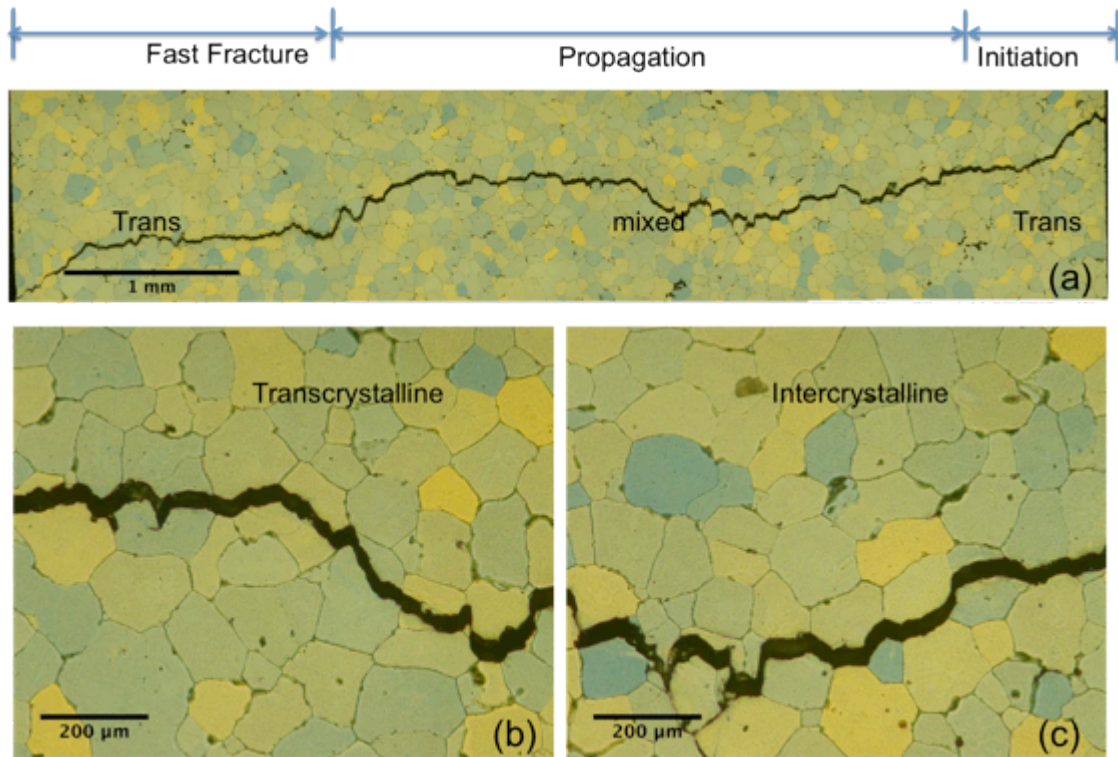 Fast Fracture
Propagation
Initiation
Trans
mixed
Trans
1 mm
(a)
Transcrystalline
Intercrystalline
200 μm
(b)
200 μm
(c)